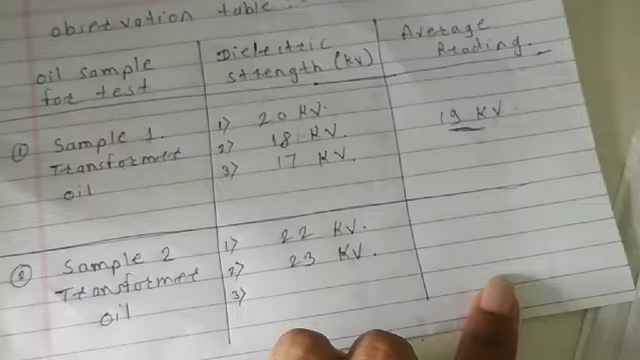 observation table :
oil sample for test
Dielectric strength (KV)
Average Reading.
① Sample 1. Transformer oil
1) 20 KV.
2) 18 KV.
3) 17 KV.
19 KV.
② Sample 2 Transformer oil
1) 22 KV.
2) 23 KV.
3)